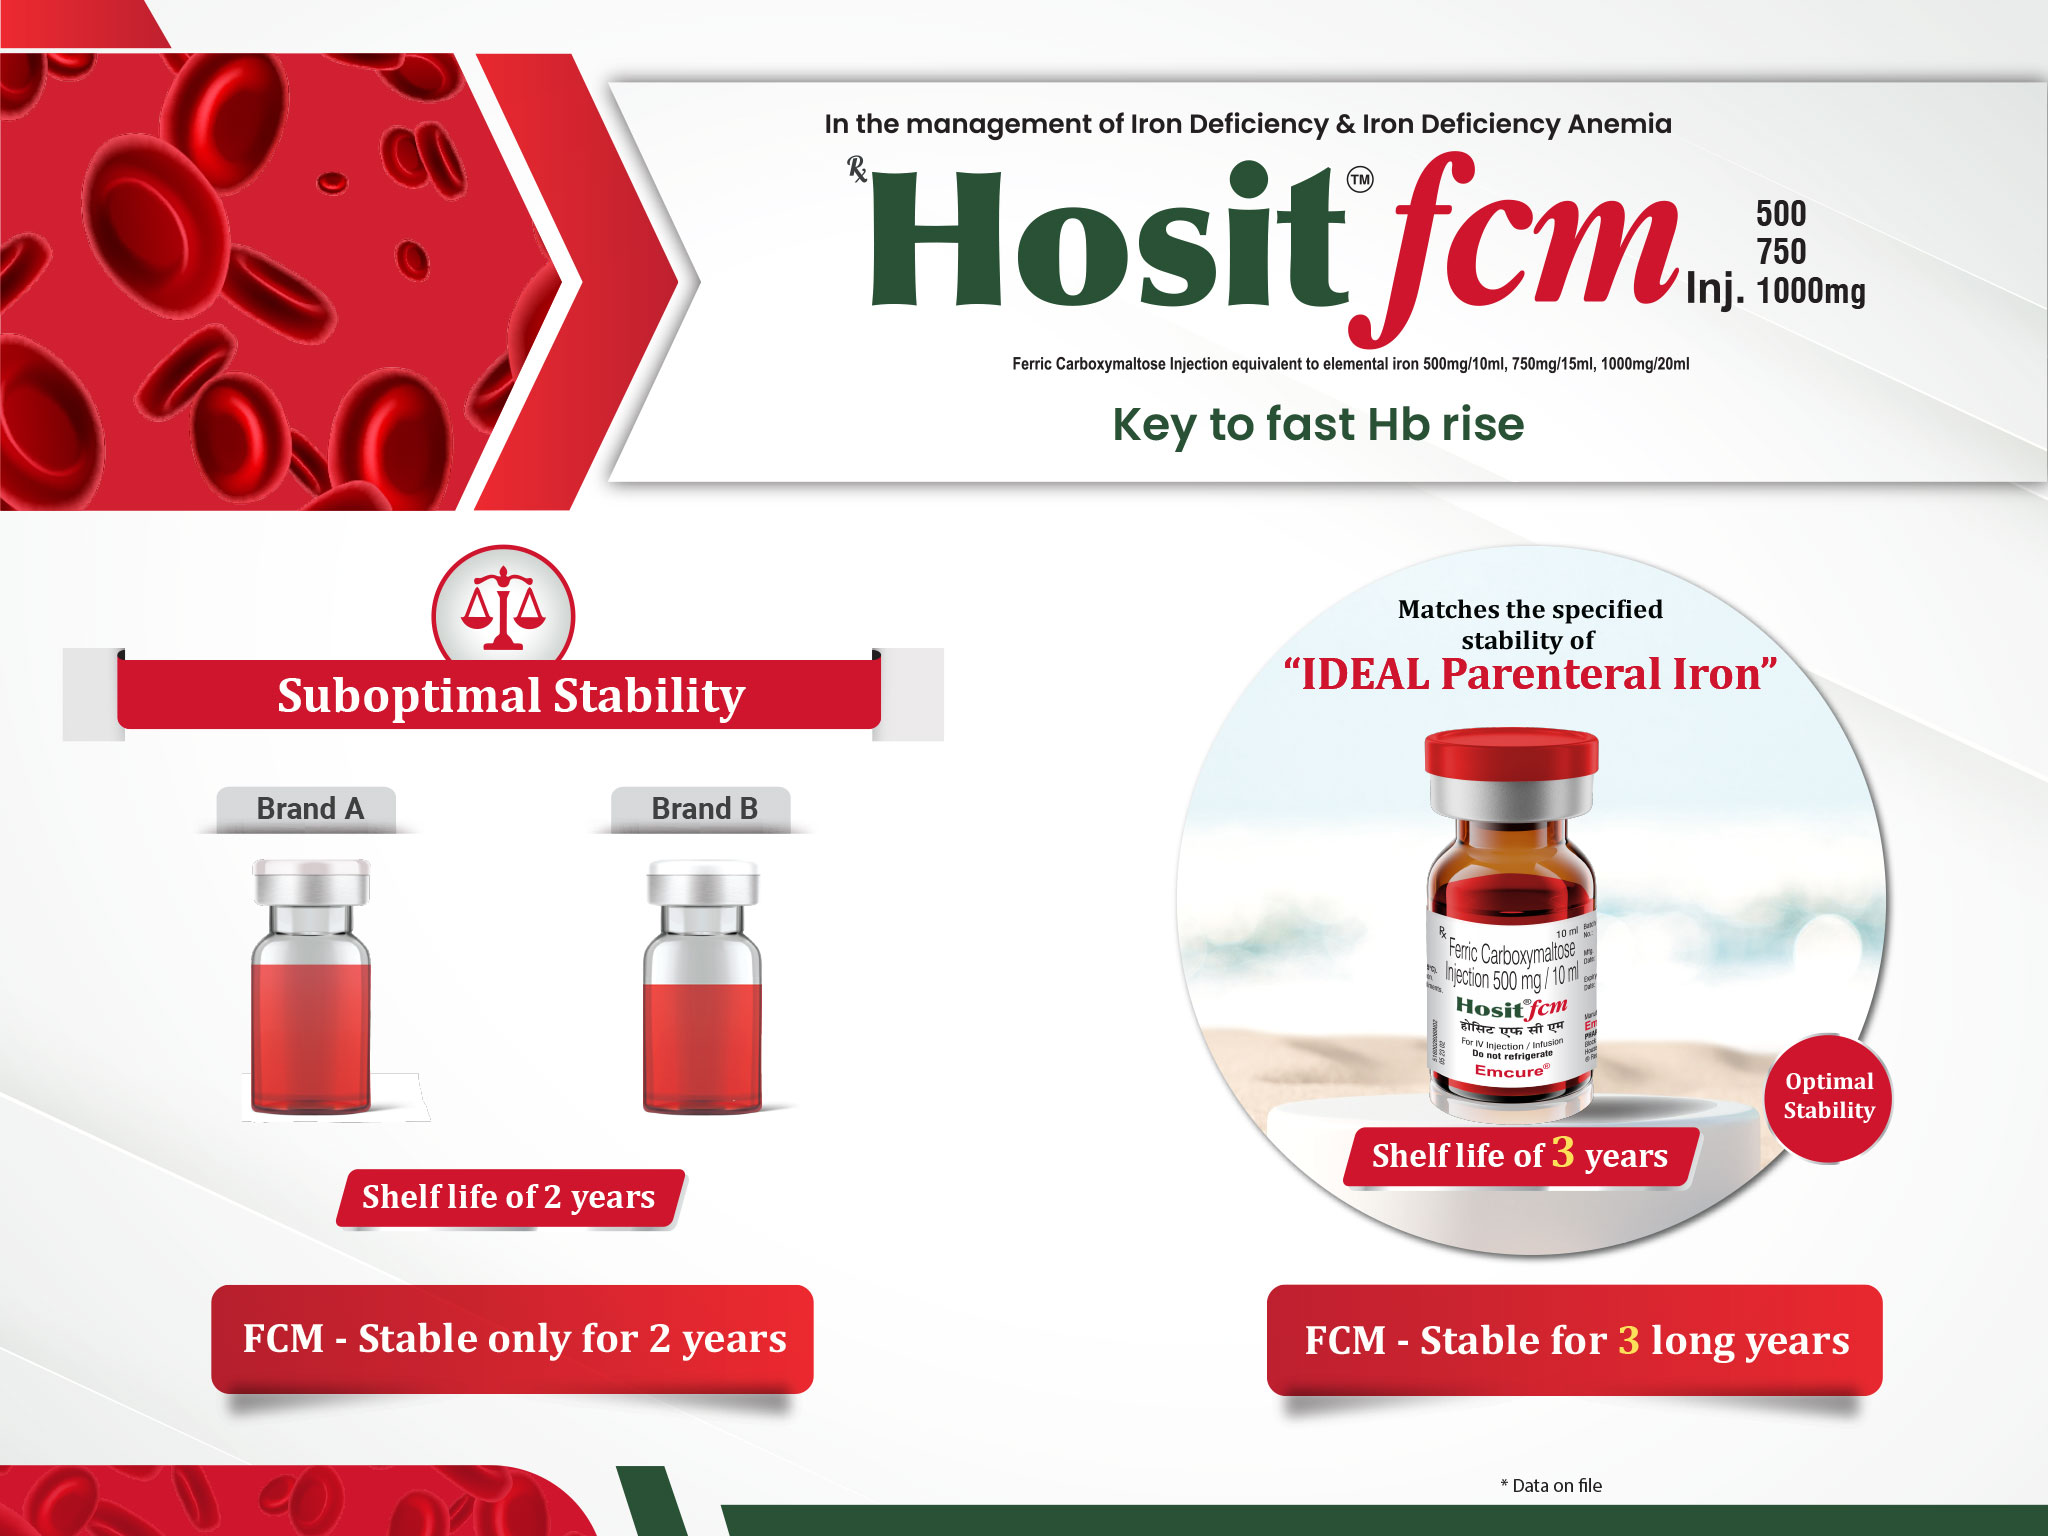 In the management of Iron Deficiency & Iron Deficiency Anemia
Rx Hosit™ fcm Inj. 500
750
1000mg
Ferric Carboxymaltose Injection equivalent to elemental iron 500mg/10ml, 750mg/15ml, 1000mg/20ml
Key to fast Hb rise
Suboptimal Stability
Brand A
Brand B
Shelf life of 2 years
FCM - Stable only for 2 years
Matches the specified
stability of
“IDEAL Parenteral Iron”
Rx
10 ml
Ferric Carboxymaltose
Injection 500 mg / 10 ml
Hosit® fcm
होसिट एफ सी एम
For IV Injection / Infusion
Do not refrigerate
Emcure®
Optimal
Stability
Shelf life of 3 years
FCM - Stable for 3 long years
* Data on file